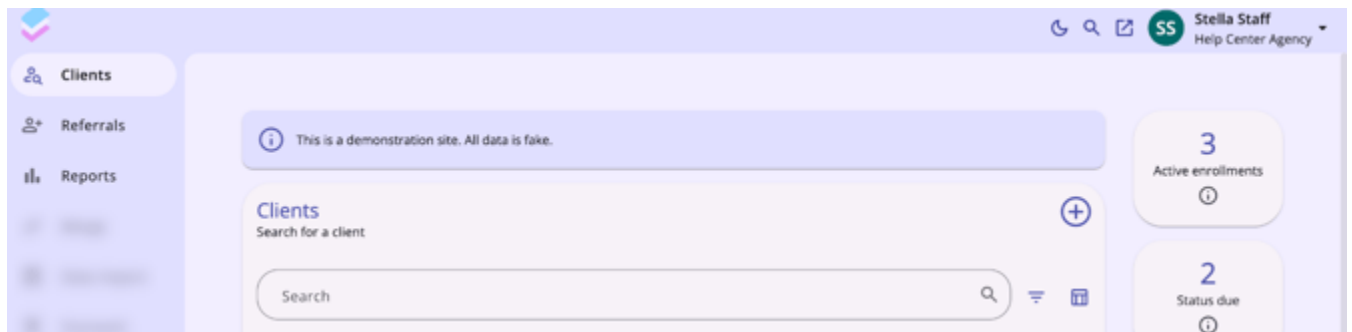 SS
Stella Staff
Help Center Agency
Clients
Referrals
Reports
This is a demonstration site. All data is fake.
Clients
Search for a client
Search
3
Active enrollments
2
Status due